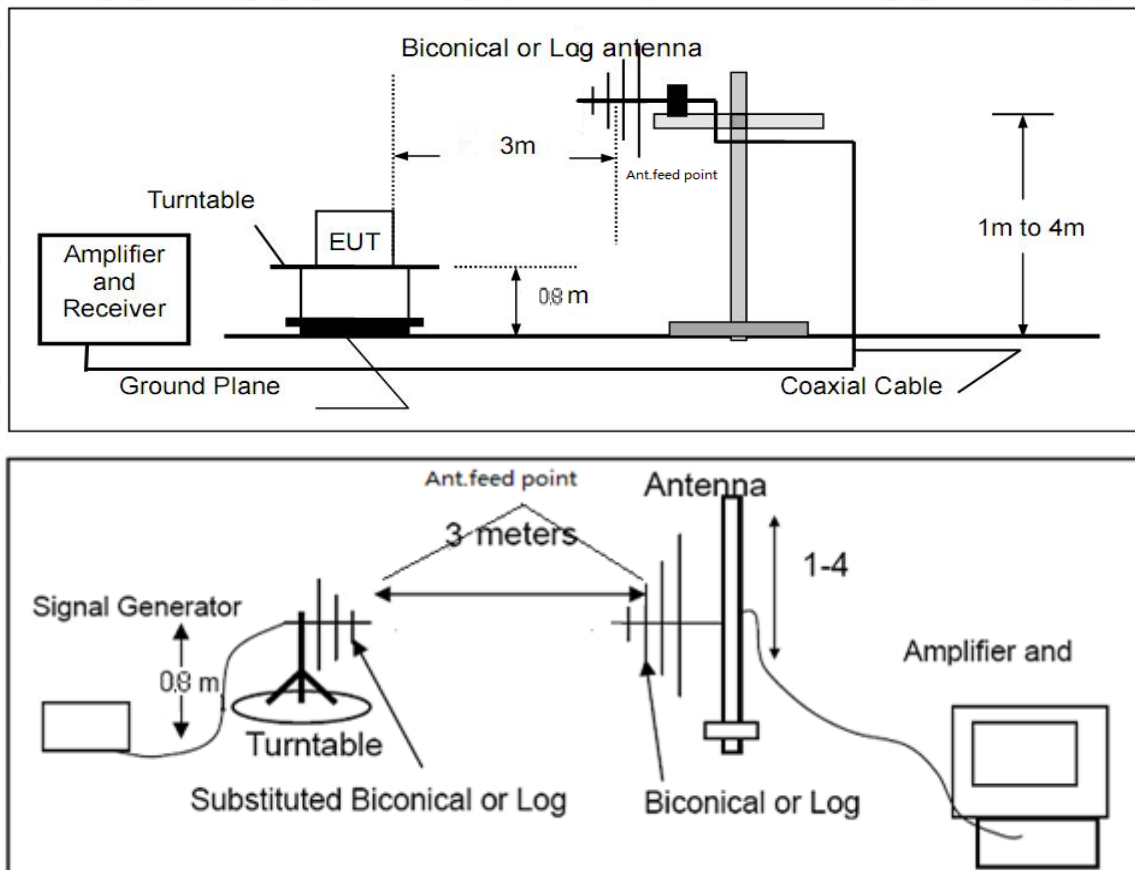 Biconical or Log antenna
3m
Ant.feed point
Turntable
EUT
1m to 4m
Amplifier
and
Receiver
0.8 m
Ground Plane
Coaxial Cable
Ant.feed point
Antenna
3 meters
1-4
Signal Generator
0.8 m
Amplifier and
Turntable
Substituted Biconical or Log
Biconical or Log